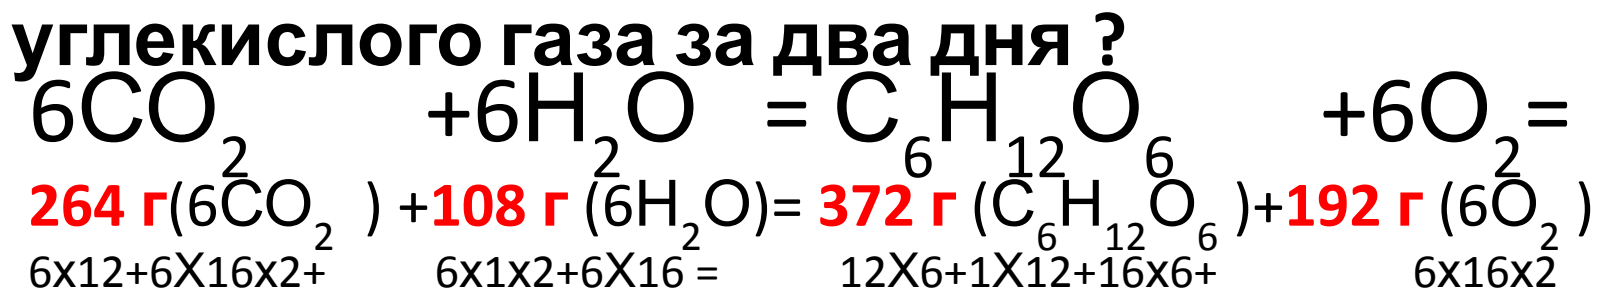 углекислого газа за два дня ?
6CO2 +6H2O = C6H12O6 +6O2=
264 г(6CO2 ) +108 г (6H2O)= 372 г (C6H12O6 )+192 г (6O2 )
6x12+6X16x2+ 6x1x2+6X16 = 12X6+1X12+16x6+ 6x16x2